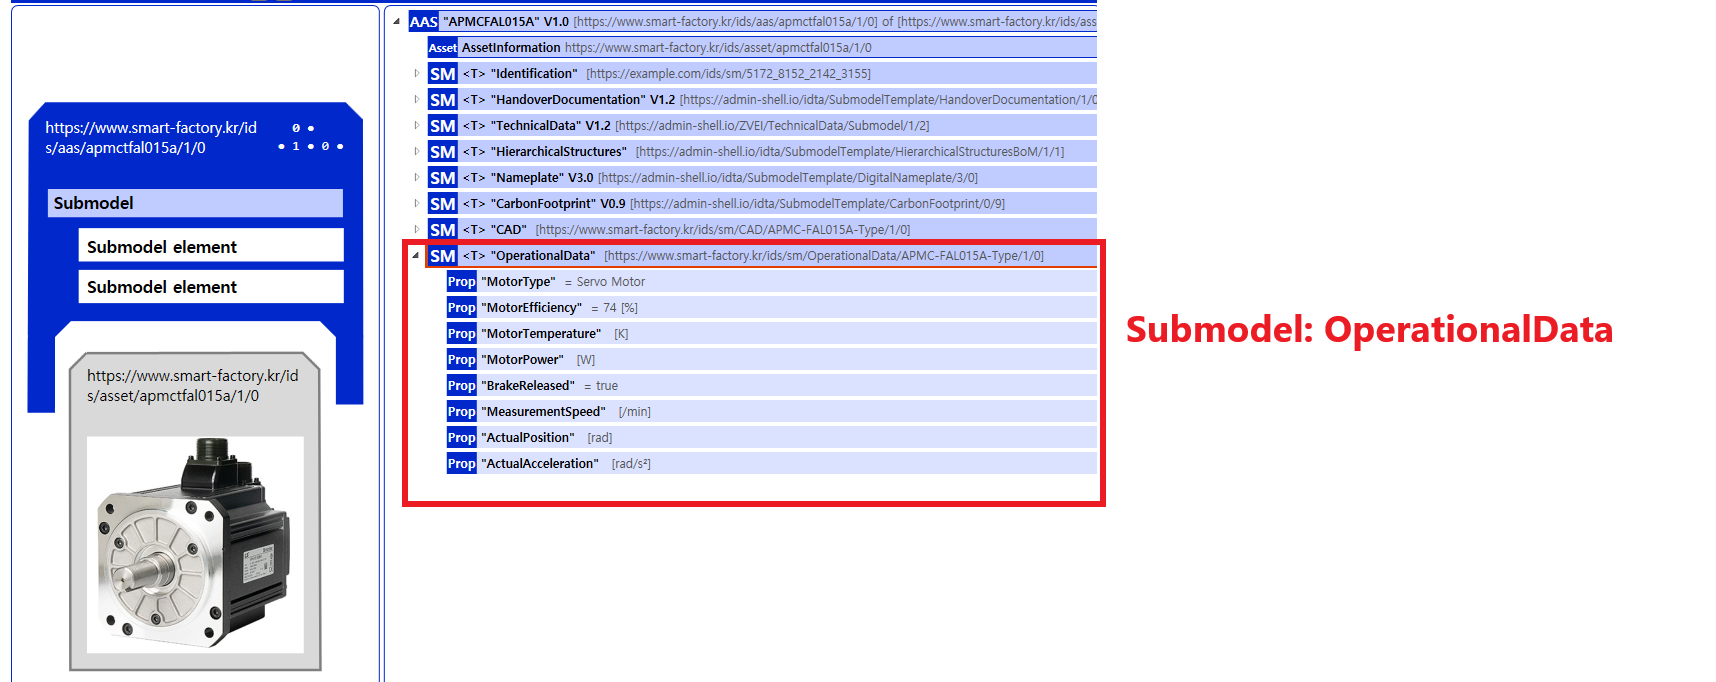 https://www.smart-factory.kr/id
s/aas/apmctfal015a/1/0
0
1 0
Submodel
Submodel element
Submodel element
https://www.smart-factory.kr/id
s/asset/apmctfal015a/1/0
AAS "APMCFAL015A" V1.0 [https://www.smart-factory.kr/ids/aas/apmctfal015a/1/0] of [https://www.smart-factory.kr/ids/ass
Asset AssetInformation https://www.smart-factory.kr/ids/asset/apmctfal015a/1/0
SM <T> "Identification" [https://example.com/ids/sm/5172_8152_2142_3155]
SM <T> "HandoverDocumentation" V1.2 [https://admin-shell.io/idta/SubmodelTemplate/HandoverDocumentation/1/0
SM <T> "TechnicalData" V1.2 [https://admin-shell.io/ZVEI/TechnicalData/Submodel/1/2]
SM <T> "HierarchicalStructures" [https://admin-shell.io/idta/SubmodelTemplate/HierarchicalStructuresBoM/1/1]
SM <T> "Nameplate" V3.0 [https://admin-shell.io/idta/SubmodelTemplate/DigitalNameplate/3/0]
SM <T> "CarbonFootprint" V0.9 [https://admin-shell.io/idta/SubmodelTemplate/CarbonFootprint/0/9]
SM <T> "CAD" [https://www.smart-factory.kr/ids/sm/CAD/APMC-FAL015A-Type/1/0]
SM <T> "OperationalData" [https://www.smart-factory.kr/ids/sm/OperationalData/APMC-FAL015A-Type/1/0]
Prop "MotorType" = Servo Motor
Prop "MotorEfficiency" = 74 [%]
Prop "MotorTemperature" [K]
Prop "MotorPower" [W]
Prop "BrakeReleased" = true
Prop "MeasurementSpeed" [/min]
Prop "ActualPosition" [rad]
Prop "ActualAcceleration" [rad/s²]
Submodel: OperationalData